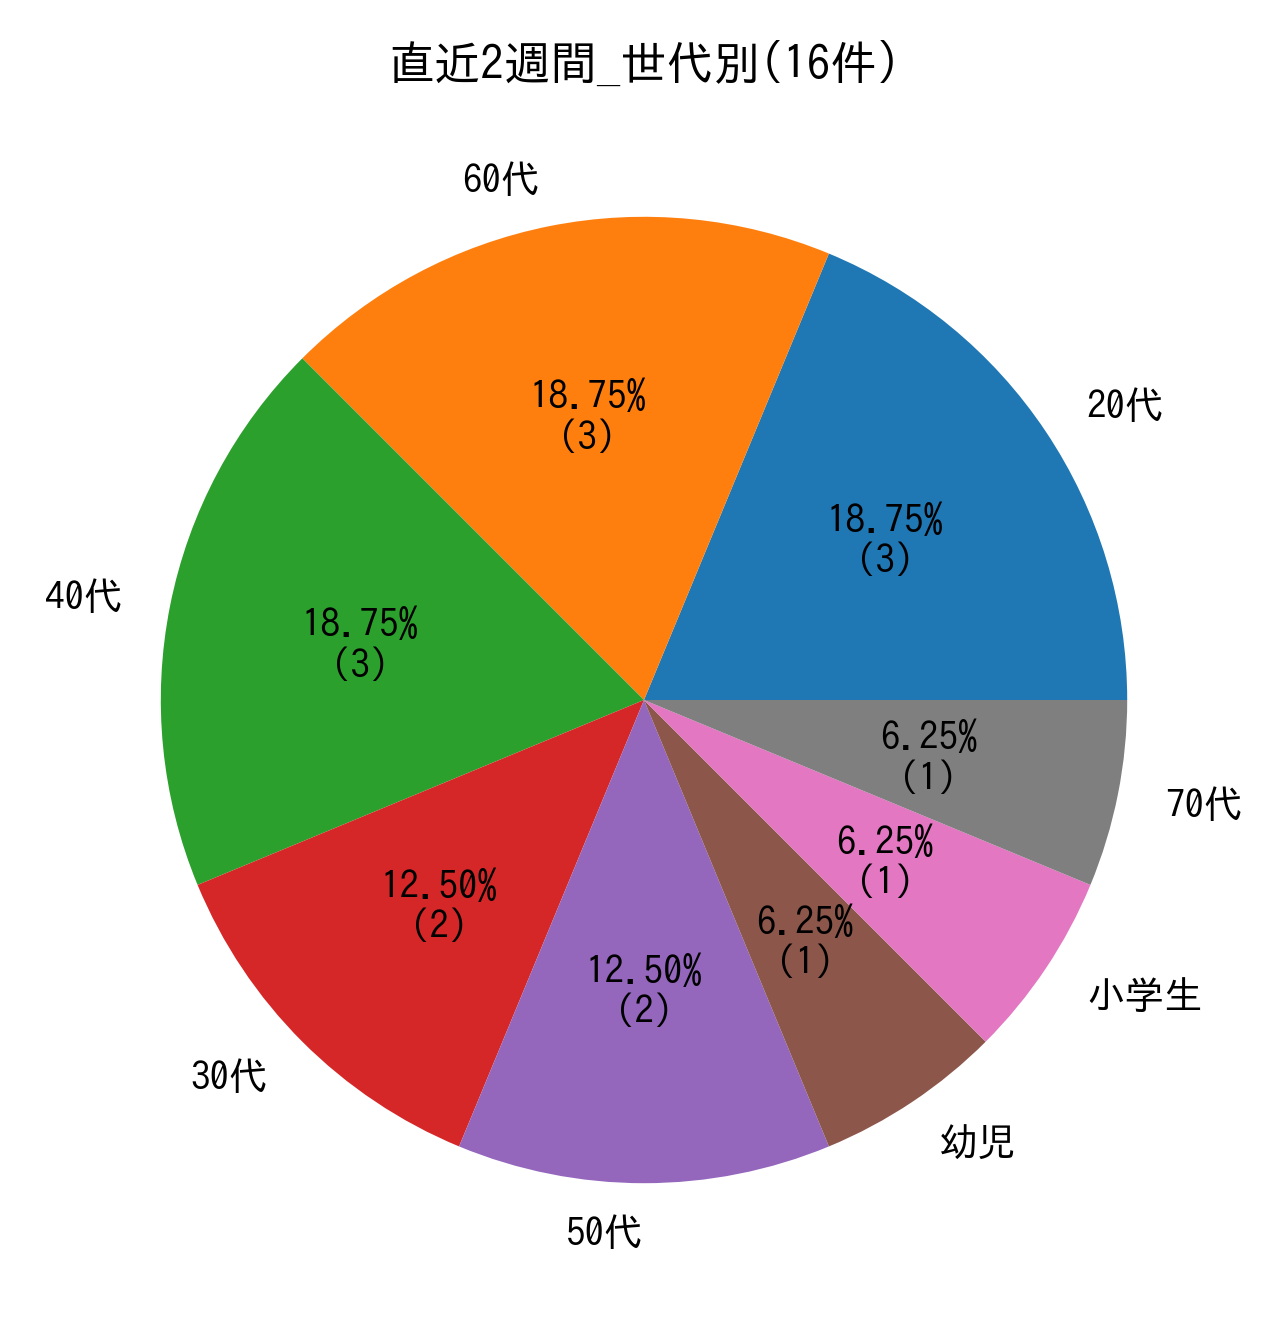 直近2週間_世代別(16件)
60代
20代
18.75%
(3)
18.75%
(3)
40代
18.75%
(3)
6.25%
(1)
70代
6.25%
(1)
12.50%
(2)
6.25%
(1)
12.50%
(2)
小学生
30代
幼児
50代